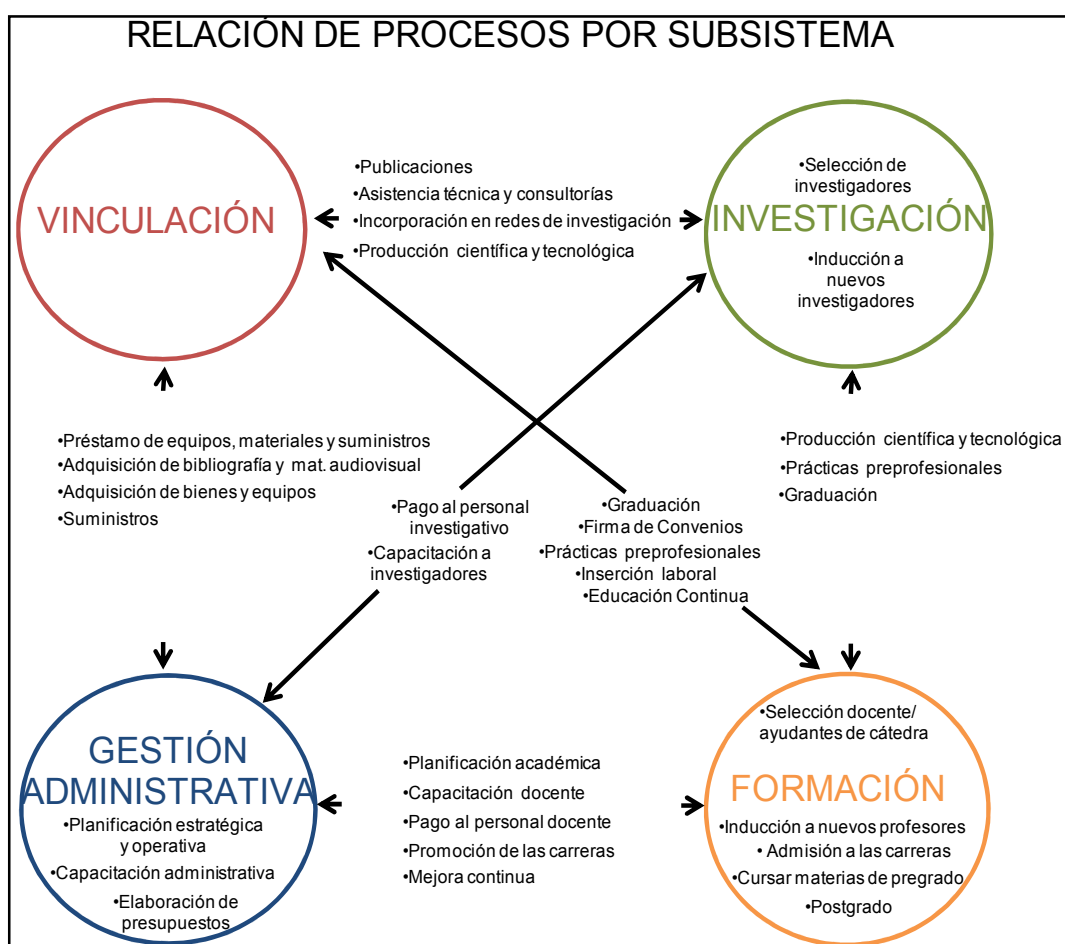 RELACIÓN DE PROCESOS POR SUBSISTEMA
VINCULACIÓN
•Publicaciones
•Asistencia técnica y consultorías
•Incorporación en redes de investigación
•Producción científica y tecnológica
•Selección de
investigadores
INVESTIGACIÓN
•Inducción a
nuevos
investigadores
•Préstamo de equipos, materiales y suministros
•Adquisición de bibliografía y mat. audiovisual
•Adquisición de bienes y equipos
•Suministros
•Pago al personal
investigativo
•Capacitación a
investigadores
•Graduación
•Firma de Convenios
•Prácticas preprofesionales
•Inserción laboral
•Educación Continua
•Producción científica y tecnológica
•Prácticas preprofesionales
•Graduación
GESTIÓN
ADMINISTRATIVA
•Planificación estratégica
y operativa
•Capacitación administrativa
•Elaboración de
presupuestos
•Planificación académica
•Capacitación docente
•Pago al personal docente
•Promoción de las carreras
•Mejora continua
•Selección docente/
ayudantes de cátedra
FORMACIÓN
•Inducción a nuevos profesores
• Admisión a las carreras
•Cursar materias de pregrado
•Postgrado